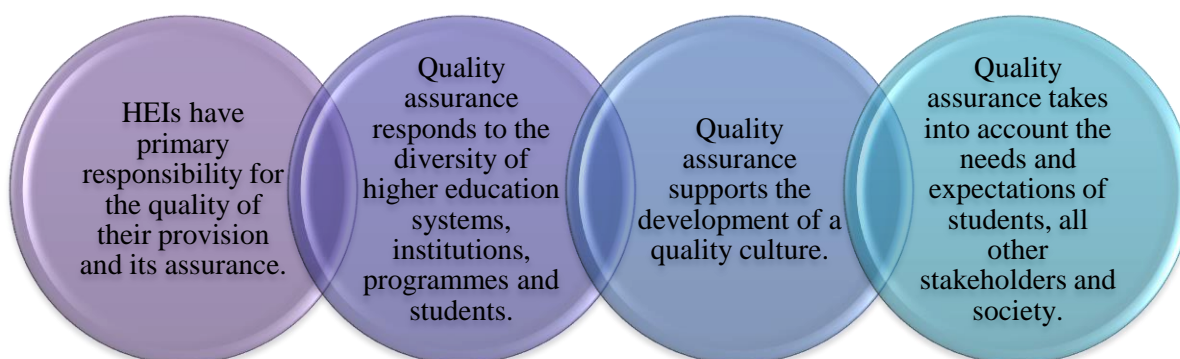 HEIs have
primary
responsibility for
the quality of
their provision
and its assurance.
Quality
assurance
responds to the
diversity of
higher education
systems,
institutions,
programmes and
students.
Quality
assurance
supports the
development of a
quality culture.
Quality
assurance takes
into account the
needs and
expectations of
students, all
other
stakeholders and
society.